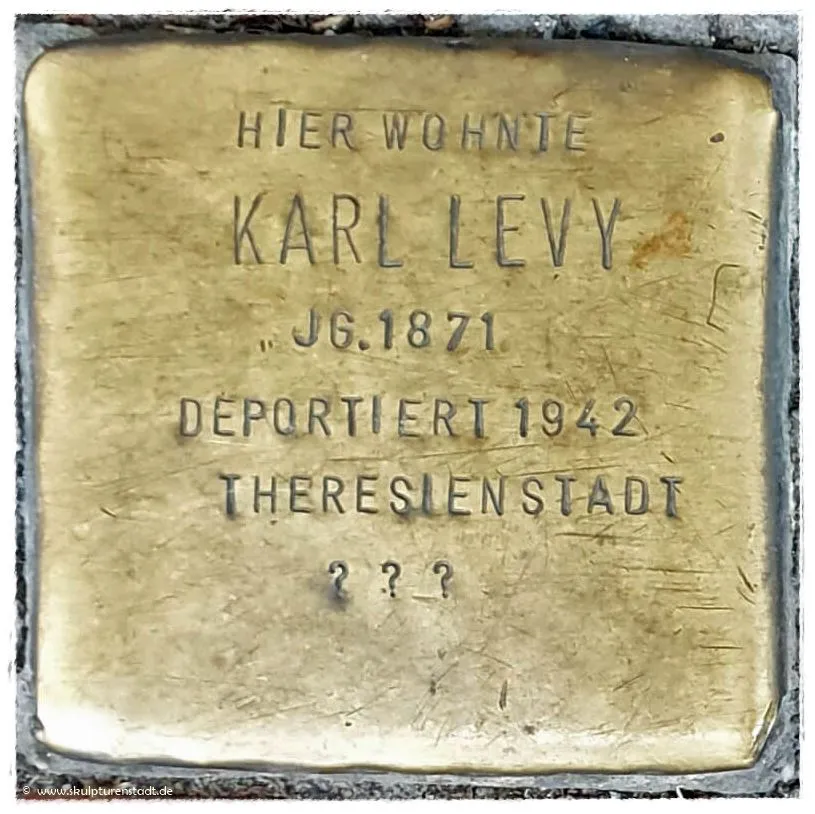 HIER WOHNTE
KARL LEVY
JG.1871
DEPORTIERT 1942
THERESIENSTADT
? ? ?
© www.skulpturenstadt.de